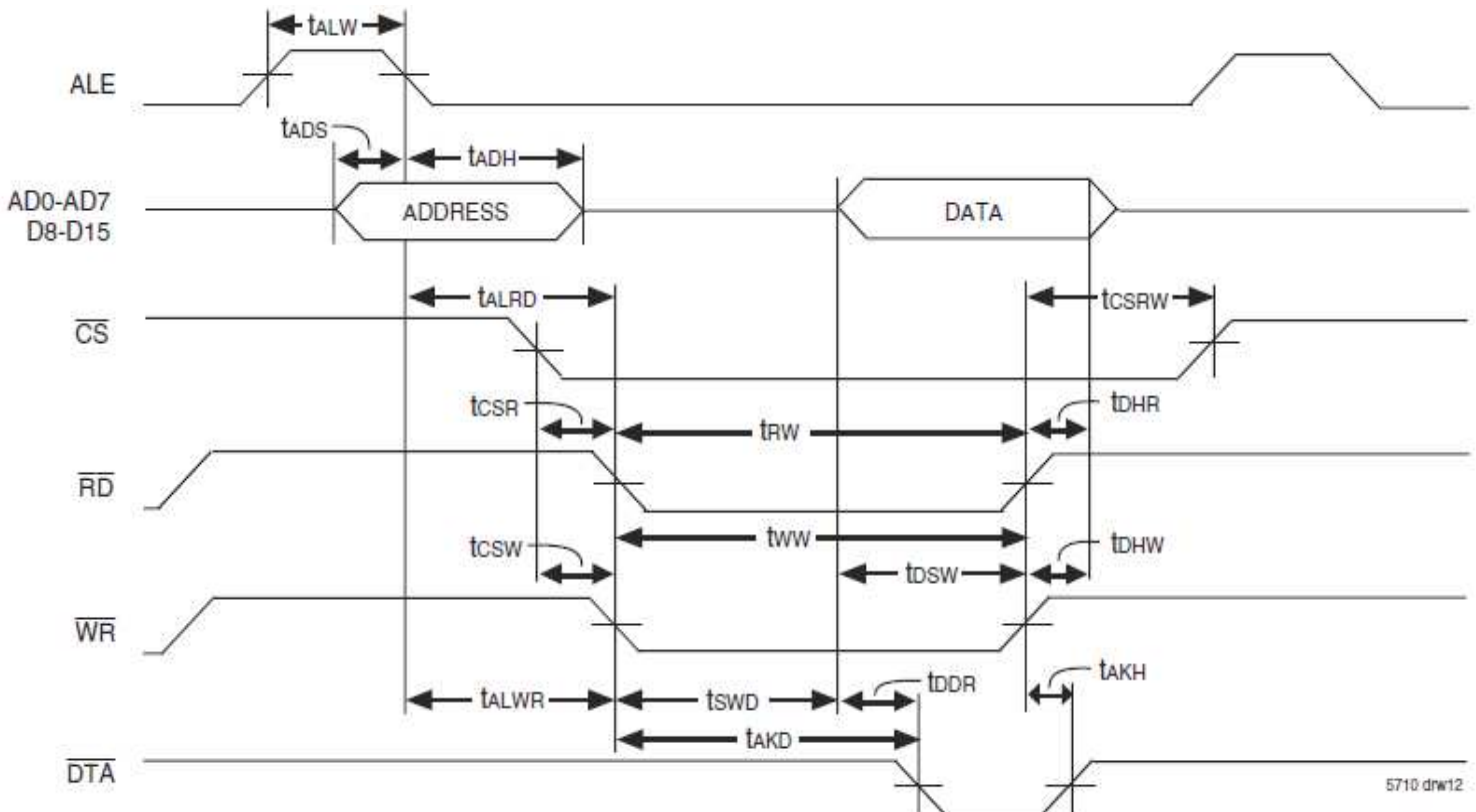 tALW
ALE
tADS
tADH
AD0-AD7
D8-D15
ADDRESS
DATA
tALRD
tCSRW
CS
tCSR
tRW
tDHR
RD
tCSW
tWW
tDHW
tDSW
WR
tALWR
tSWD
tDDR
tAKH
tAKD
DTA
5710 drw12